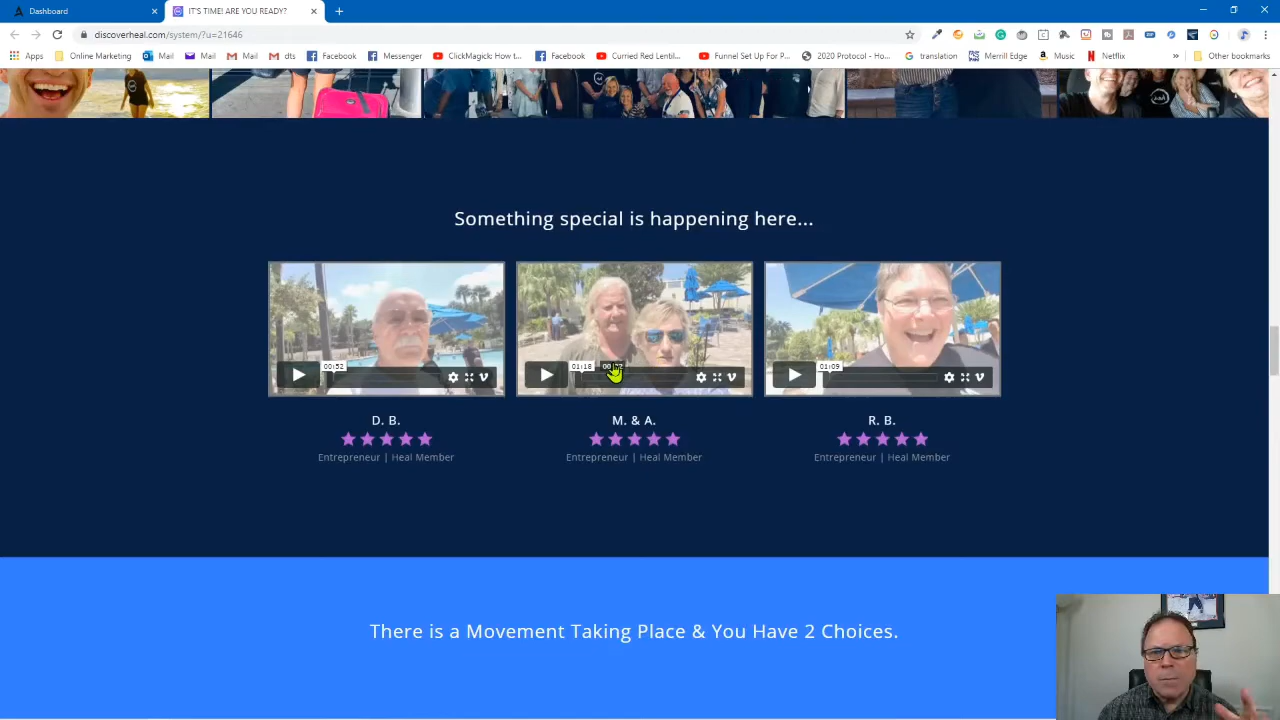 Dashboard
IT'S TIME! ARE YOU READY?
discoverheal.com/system/?u=21646
Apps
Online Marketing
Mail
Mail
Mail
dts
Facebook
Messenger
ClickMagick: How t...
Facebook
Curried Red Lentil...
Funnel Set Up For P...
2020 Protocol - Ho...
translation
Merrill Edge
Music
Netflix
»
Other bookmarks
Something special is happening here...
00:52
01:18
01:09
D. B.
M. & A.
R. B.
Entrepreneur | Heal Member
Entrepreneur | Heal Member
Entrepreneur | Heal Member
There is a Movement Taking Place & You Have 2 Choices.